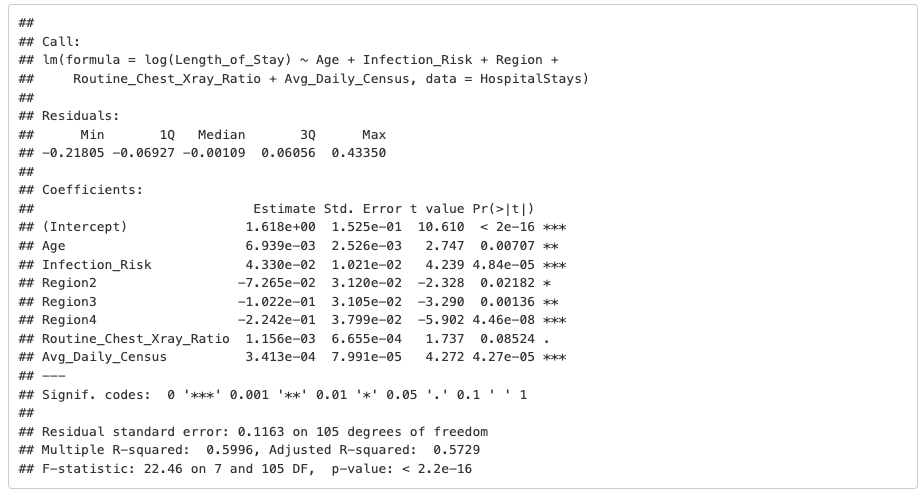 ##
## Call:
## lm(formula = log(Length_of_Stay) ~ Age + Infection_Risk + Region +
##     Routine_Chest_Xray_Ratio + Avg_Daily_Census, data = HospitalStays)
##
## Residuals:
##      Min       1Q   Median       3Q      Max
## -0.21805 -0.06927 -0.00109  0.06056  0.43350
##
## Coefficients:
##                            Estimate Std. Error t value Pr(>|t|)
## (Intercept)               1.618e+00  1.525e-01  10.610  < 2e-16 ***
## Age                       6.939e-03  2.526e-03   2.747  0.00707 **
## Infection_Risk            4.330e-02  1.021e-02   4.239 4.84e-05 ***
## Region2                  -7.265e-02  3.120e-02  -2.328  0.02182 *
## Region3                  -1.022e-01  3.105e-02  -3.290  0.00136 **
## Region4                  -2.242e-01  3.799e-02  -5.902 4.46e-08 ***
## Routine_Chest_Xray_Ratio  1.156e-03  6.655e-04   1.737  0.08524 .
## Avg_Daily_Census          3.413e-04  7.991e-05   4.272 4.27e-05 ***
## ---
## Signif. codes:  0 '***' 0.001 '**' 0.01 '*' 0.05 '.' 0.1 ' ' 1
##
## Residual standard error: 0.1163 on 105 degrees of freedom
## Multiple R-squared:  0.5996, Adjusted R-squared:  0.5729
## F-statistic: 22.46 on 7 and 105 DF,  p-value: < 2.2e-16